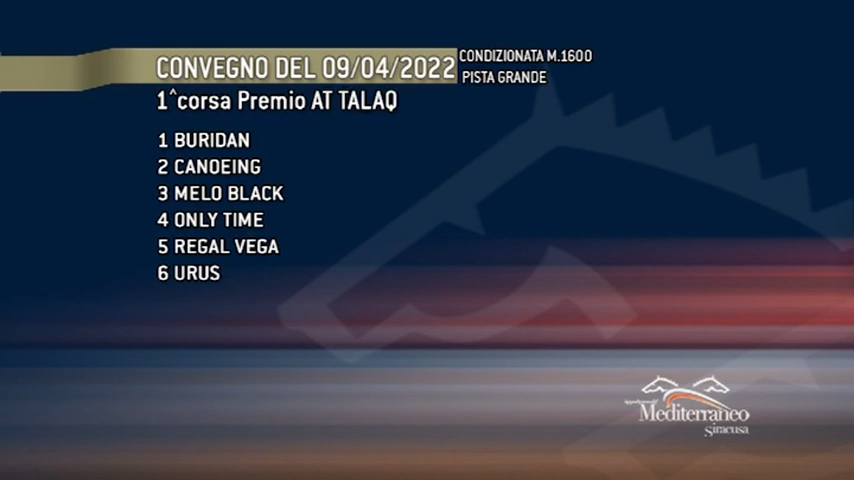 CONVEGNO DEL 09/04/2022
CONDIZIONATA M.1600
PISTA GRANDE
1^corsa Premio AT TALAQ
1 BURIDAN
2 CANOEING
3 MELO BLACK
4 ONLY TIME
5 REGAL VEGA
6 URUS
Mediterraneo
Siracusa